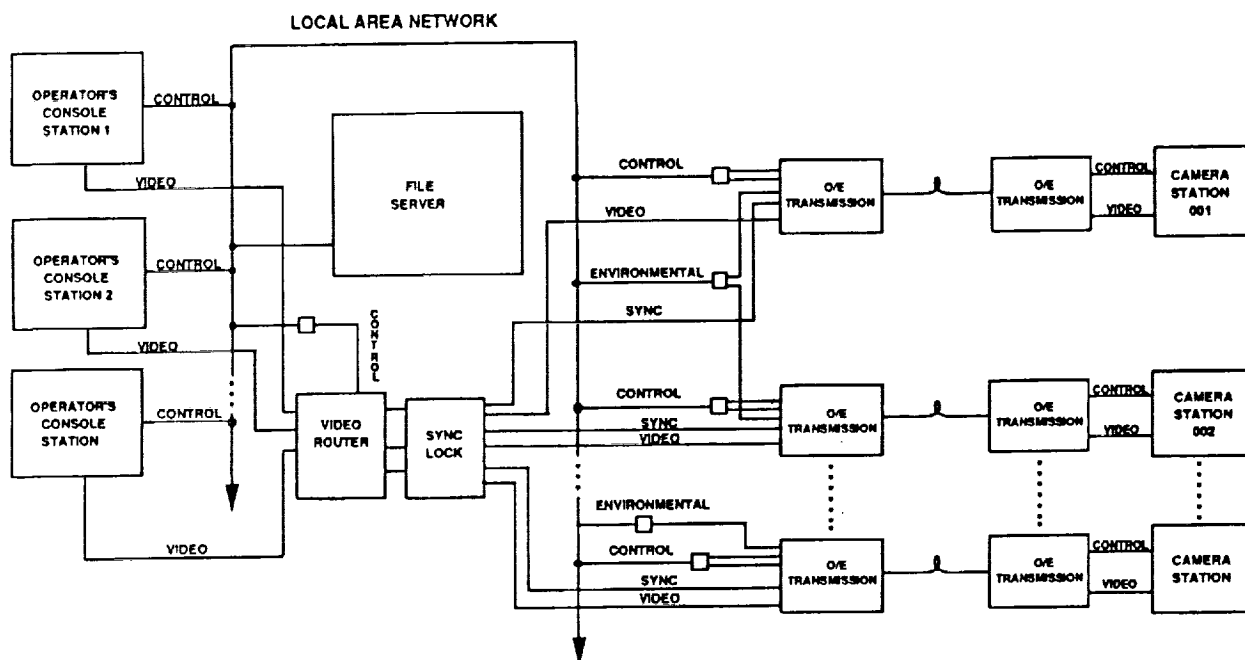 LOCAL AREA NETWORK
OPERATOR'S
CONSOLE
STATION 1
CONTROL
VIDEO
FILE
SERVER
OPERATOR'S
CONSOLE
STATION 2
CONTROL
VIDEO
OPERATOR'S
CONSOLE
STATION
CONTROL
VIDEO
CONTROL
VIDEO
ROUTER
SYNC
LOCK
CONTROL
VIDEO
ENVIRONMENTAL
SYNC
O/E
TRANSMISSION
O/E
TRANSMISSION
CONTROL
VIDEO
CAMERA
STATION
001
CONTROL
SYNC
VIDEO
O/E
TRANSMISSION
O/E
TRANSMISSION
CONTROL
VIDEO
CAMERA
STATION
002
ENVIRONMENTAL
CONTROL
SYNC
VIDEO
O/E
TRANSMISSION
O/E
TRANSMISSION
CONTROL
VIDEO
CAMERA
STATION